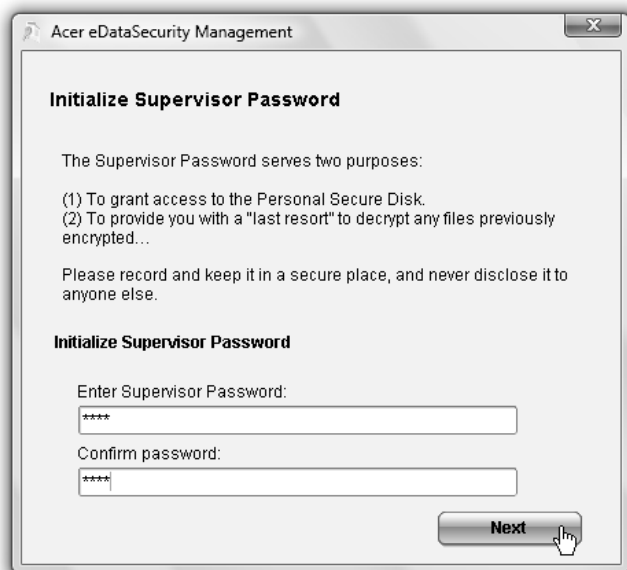 Acer eDataSecurity Management
Initialize Supervisor Password
The Supervisor Password serves two purposes:
(1) To grant access to the Personal Secure Disk.
(2) To provide you with a "last resort" to decrypt any files previously
encrypted...
Please record and keep it in a secure place, and never disclose it to
anyone else.
Initialize Supervisor Password
Enter Supervisor Password:
****
Confirm password:
****
Next